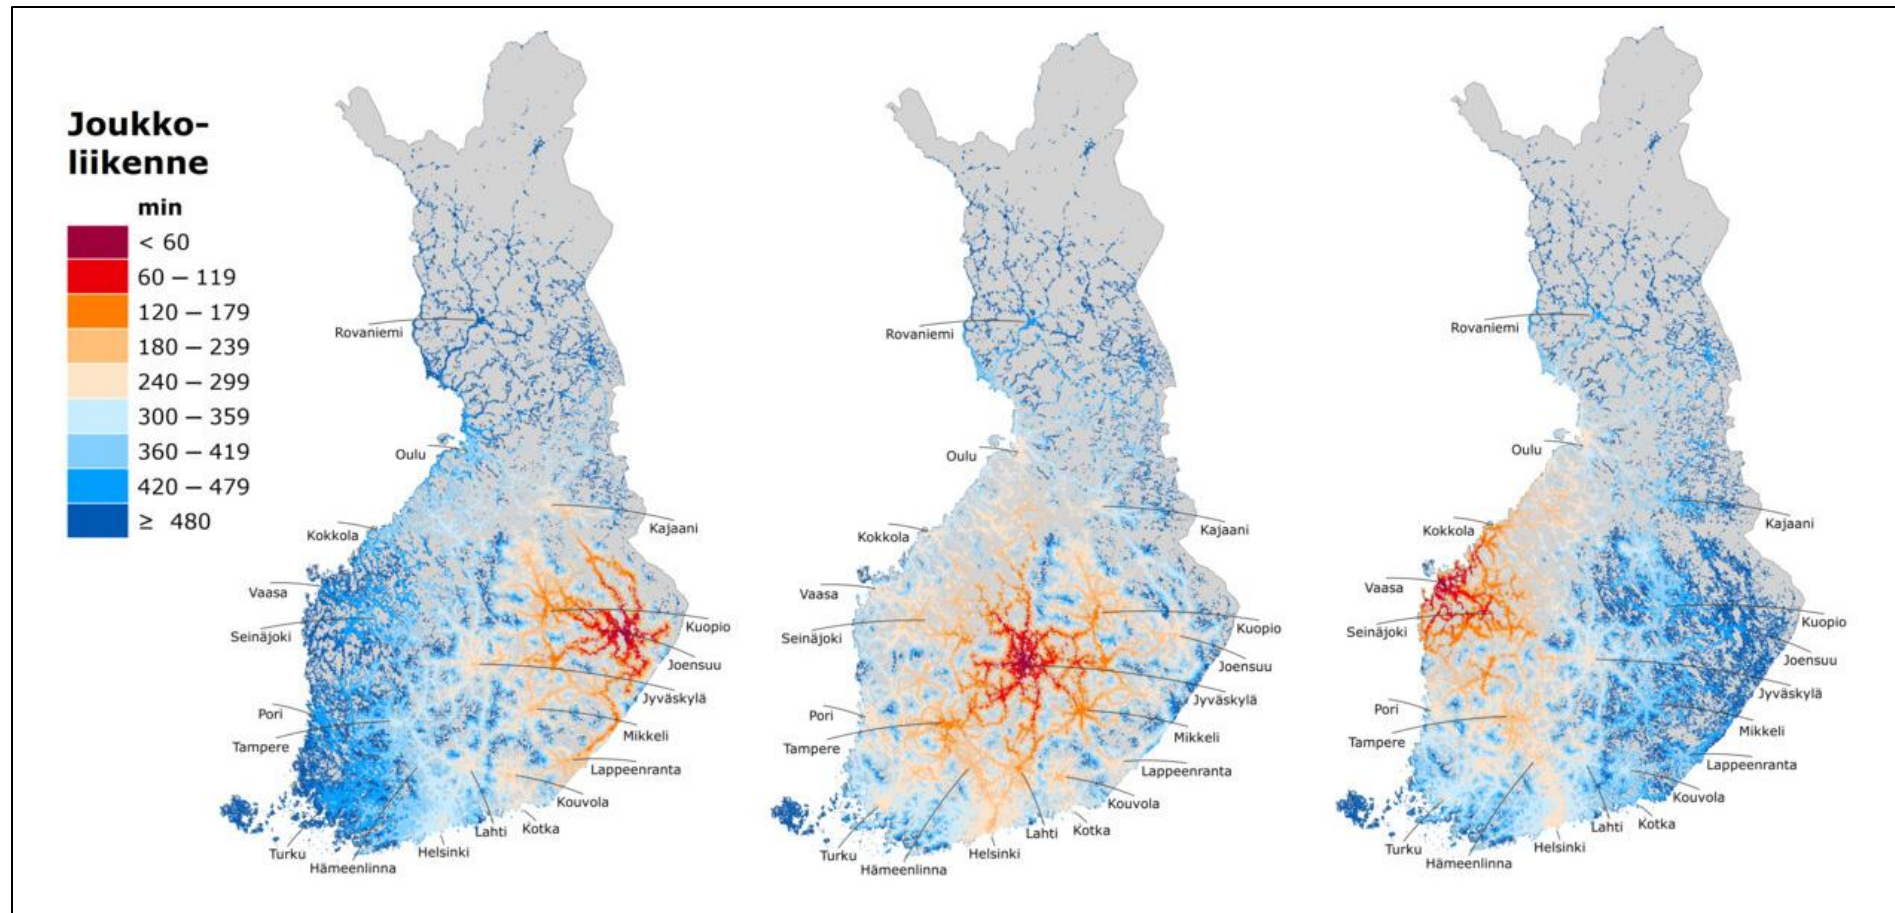 Joukko-
liikenne
min
< 60
60 – 119
120 – 179
180 – 239
240 – 299
300 – 359
360 – 419
420 – 479
≥ 480
Rovaniemi
Oulu
Kokkola
Kajaani
Vaasa
Seinäjoki
Kuopio
Joensuu
Jyväskylä
Pori
Tampere
Mikkeli
Lappeenranta
Kouvola
Kotka
Lahti
Helsinki
Turku
Hämeenlinna
Rovaniemi
Oulu
Kokkola
Kajaani
Vaasa
Seinäjoki
Kuopio
Joensuu
Jyväskylä
Pori
Tampere
Mikkeli
Lappeenranta
Kouvola
Kotka
Lahti
Helsinki
Turku
Hämeenlinna
Rovaniemi
Oulu
Kokkola
Kajaani
Vaasa
Seinäjoki
Kuopio
Joensuu
Jyväskylä
Pori
Tampere
Mikkeli
Lappeenranta
Kouvola
Kotka
Lahti
Helsinki
Turku
Hämeenlinna